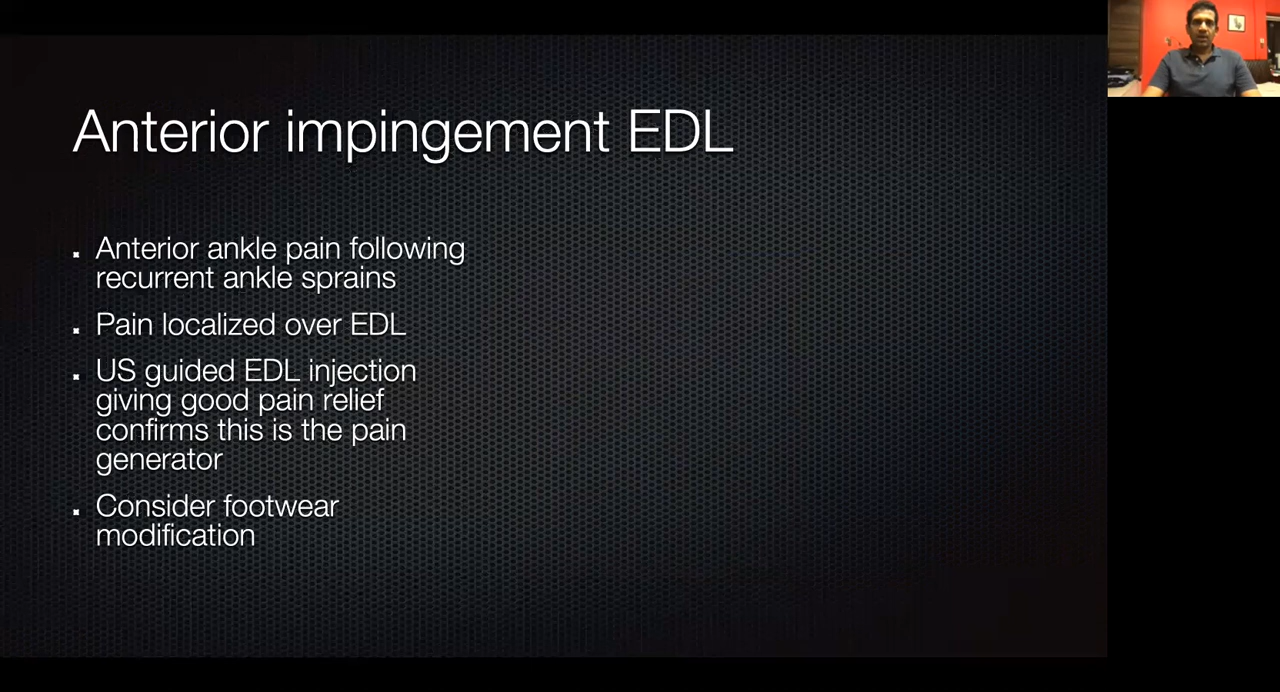 Anterior impingement EDL
Anterior ankle pain following
recurrent ankle sprains
Pain localized over EDL
US guided EDL injection
giving good pain relief
confirms this is the pain
generator
Consider footwear
modification